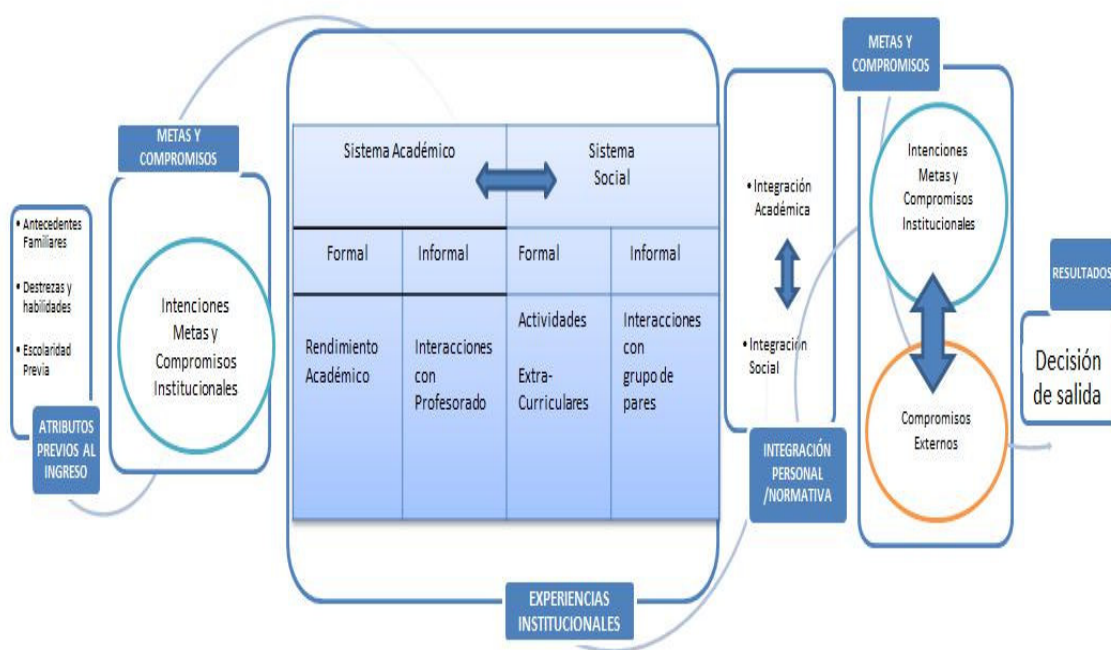 • Antecedentes
Familiares
• Destrezas y
habilidades
• Escolaridad
Previa
ATRIBUTOS
PREVIOS AL
INGRESO
METAS Y
COMPROMISOS
Intenciones
Metas y
Compromisos
Institucionales
Sistema Académico
Sistema
Social
Formal
Informal
Formal
Informal
Rendimiento
Académico
Interacciones
con
Profesorado
Actividades
Extra-
Curriculares
Interacciones
con
grupo de
pares
EXPERIENCIAS
INSTITUCIONALES
• Integración
Académica
• Integración
Social
INTEGRACIÓN
PERSONAL
/NORMATIVA
METAS Y
COMPROMISOS
Intenciones
Metas y
Compromisos
Institucionales
Compromisos
Externos
RESULTADOS
Decisión
de salida